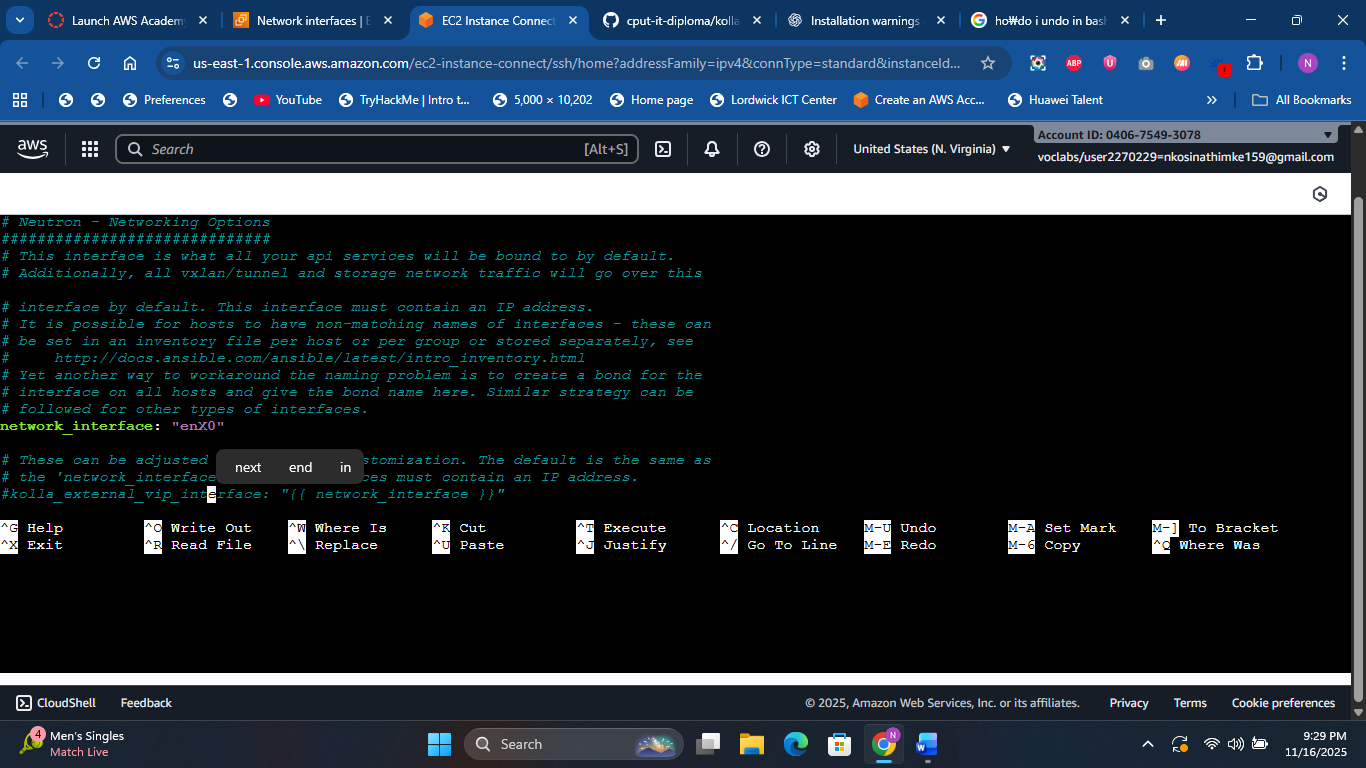 Launch AWS Academy
Network interfaces | E
EC2 Instance Connect
cput-it-diploma/kolla
Installation warnings
ho₩do i undo in bash
us-east-1.console.aws.amazon.com/ec2-instance-connect/ssh/home?addressFamily=ipv4&connType=standard&instanceId...
ABP
N
Preferences
YouTube
TryHackMe | Intro t...
5,000 × 10,202
Home page
Lordwick ICT Center
Create an AWS Acc...
Huawei Talent
»
All Bookmarks
aws
Search
[Alt+S]
United States (N. Virginia)
Account ID: 0406-7549-3078
voclabs/user2270229=nkosinathimke159@gmail.com
# Neutron - Networking Options
##############################
# This interface is what all your api services will be bound to by default.
# Additionally, all vxlan/tunnel and storage network traffic will go over this
# interface by default. This interface must contain an IP address.
# It is possible for hosts to have non-matching names of interfaces - these can
# be set in an inventory file per host or per group or stored separately, see
#     http://docs.ansible.com/ansible/latest/intro_inventory.html
# Yet another way to workaround the naming problem is to create a bond for the
# interface on all hosts and give the bond name here. Similar strategy can be
# followed for other types of interfaces.
network_interface: "enX0"
# These can be adjusted stomization. The default is the same as
next end in
# the 'network_interface ces must contain an IP address.
#kolla_external_vip_interface: "{{ network_interface }}"
^G Help ^O Write Out ^W Where Is ^K Cut ^T Execute ^C Location M-U Undo M-A Set Mark M-] To Bracket
^X Exit ^R Read File ^\ Replace ^U Paste ^J Justify ^/ Go To Line M-E Redo M-6 Copy ^Q Where Was
CloudShell
Feedback
© 2025, Amazon Web Services, Inc. or its affiliates.
Privacy
Terms
Cookie preferences
4
Men's Singles
Match Live
Search
N
9:29 PM
11/16/2025